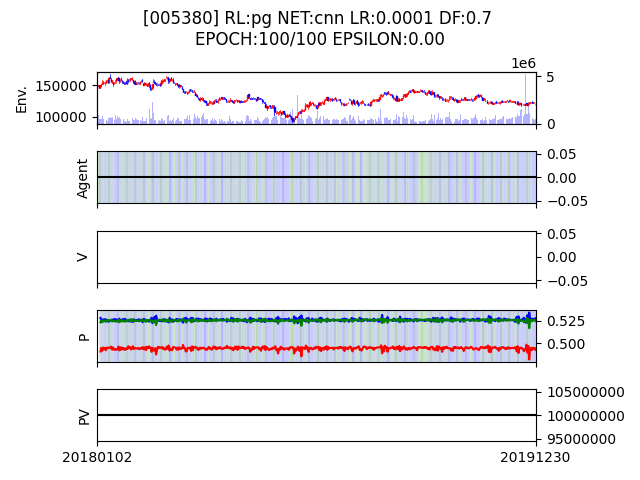 [005380] RL:pg NET:cnn LR:0.0001 DF:0.7
EPOCH:100/100 EPSILON:0.00
1e6
Env.
150000
100000
5
0
Agent
0.05
0.00
−0.05
V
0.05
0.00
−0.05
P
0.525
0.500
PV
105000000
100000000
95000000
20180102
20191230